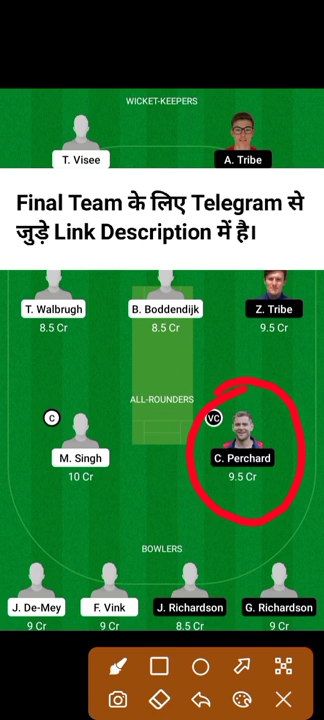 WICKET-KEEPERS
T. Visee
A. Tribe
Final Team के लिए Telegram से
जुड़े Link Description में है।
T. Walbrugh
B. Boddendijk
Z. Tribe
8.5 Cr
8.5 Cr
9.5 Cr
ALL-ROUNDERS
C
VC
M. Singh
C. Perchard
10 Cr
9.5 Cr
BOWLERS
J. De-Mey
F. Vink
J. Richardson
G. Richardson
9 Cr
9 Cr
8.5 Cr
9 Cr